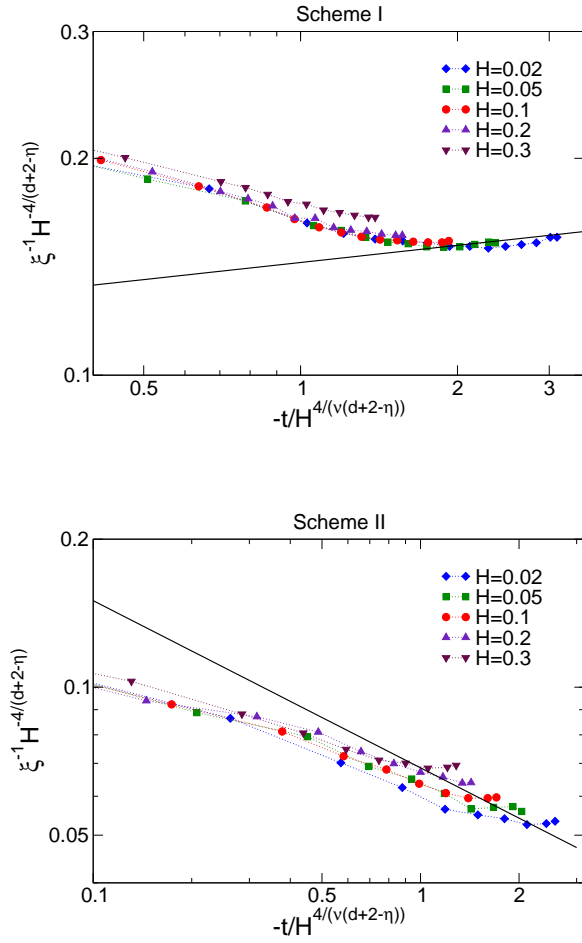 Scheme I
0.3
0.2
0.1
ξ⁻¹H^-4/(d+2-η)
H=0.02
H=0.05
H=0.1
H=0.2
H=0.3
0.5 1 2 3
-t/H^4/(ν(d+2-η))
Scheme II
0.2
0.1
0.05
ξ⁻¹H^-4/(d+2-η)
H=0.02
H=0.05
H=0.1
H=0.2
H=0.3
0.1 0.5 1 2
-t/H^4/(ν(d+2-η))